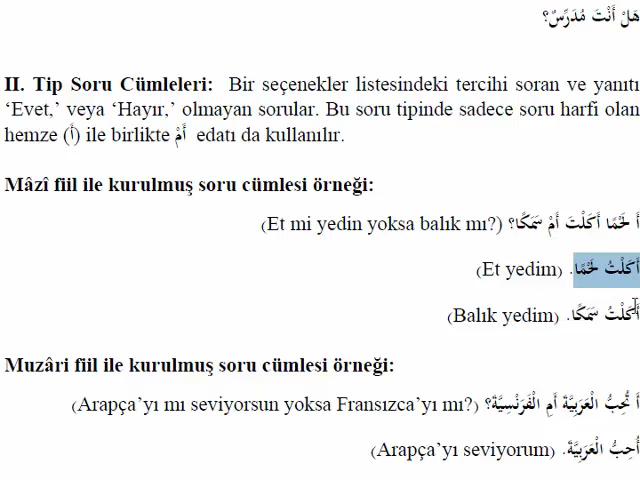 هَلْ أَنْتَ مُدَرِّسٌ؟
II. Tip Soru Cümleleri: Bir seçenekler listesindeki tercihi soran ve yanıtı
‘Evet,’ veya ‘Hayır,’ olmayan sorular. Bu soru tipinde sadece soru harfi olan
hemze (أَ) ile birlikte أَمْ edatı da kullanılır.
Mâzî fiil ile kurulmuş soru cümlesi örneği:
أَ لَحْمًا أَكَلْتَ أَمْ سَمَكًا؟ (Et mi yedin yoksa balık mı?)
أَكَلْتُ لَحْمًا. (Et yedim)
أَكَلْتُ سَمَكًا. (Balık yedim)
Muzâri fiil ile kurulmuş soru cümlesi örneği:
أَ تُحِبُّ الْعَرَبِيَّةَ أَمِ الْفَرَنْسِيَّةَ؟ (Arapça’yı mı seviyorsun yoksa Fransızca’yı mı?)
أُحِبُّ الْعَرَبِيَّةَ. (Arapça’yı seviyorum)